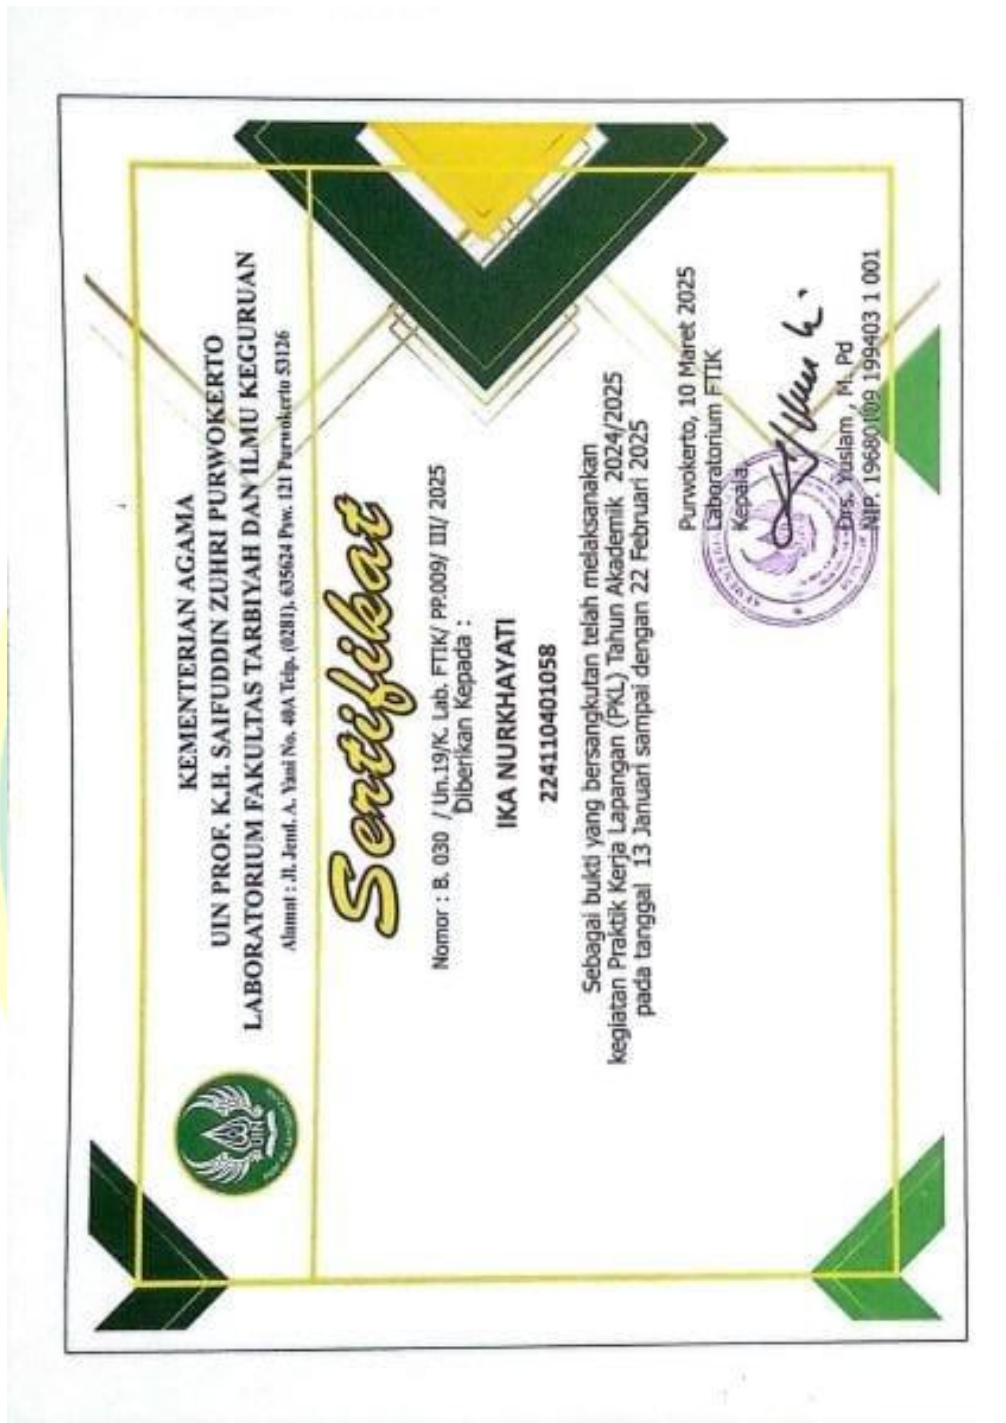 KEMENTERIAN AGAMA
UIN PROF. K.H. SAIFUDDIN ZUHRI PURWOKERTO
LABORATORIUM FAKULTAS TARBIYAH DAN ILMU KEGURUAN
Alamat : Jl. Jend. A. Yani No. 40A Telp. (0281), 635624 Psw. 121 Purwokerto 53126
UIN
Sertifikat
Nomor : B. 030 / Un.19/K. Lab. FTIK/ PP.009/ III/ 2025
Diberikan Kepada :
IKA NURKHAYATI
224110401058
Sebagai bukti yang bersangkutan telah melaksanakan
kegiatan Praktik Kerja Lapangan (PKL) Tahun Akademik 2024/2025
pada tanggal 13 Januari sampai dengan 22 Februari 2025
Purwokerto, 10 Maret 2025
Laboratorium FTIK
Kepala,
Drs. Yuslam , M. Pd
NIP. 19680109 199403 1 001